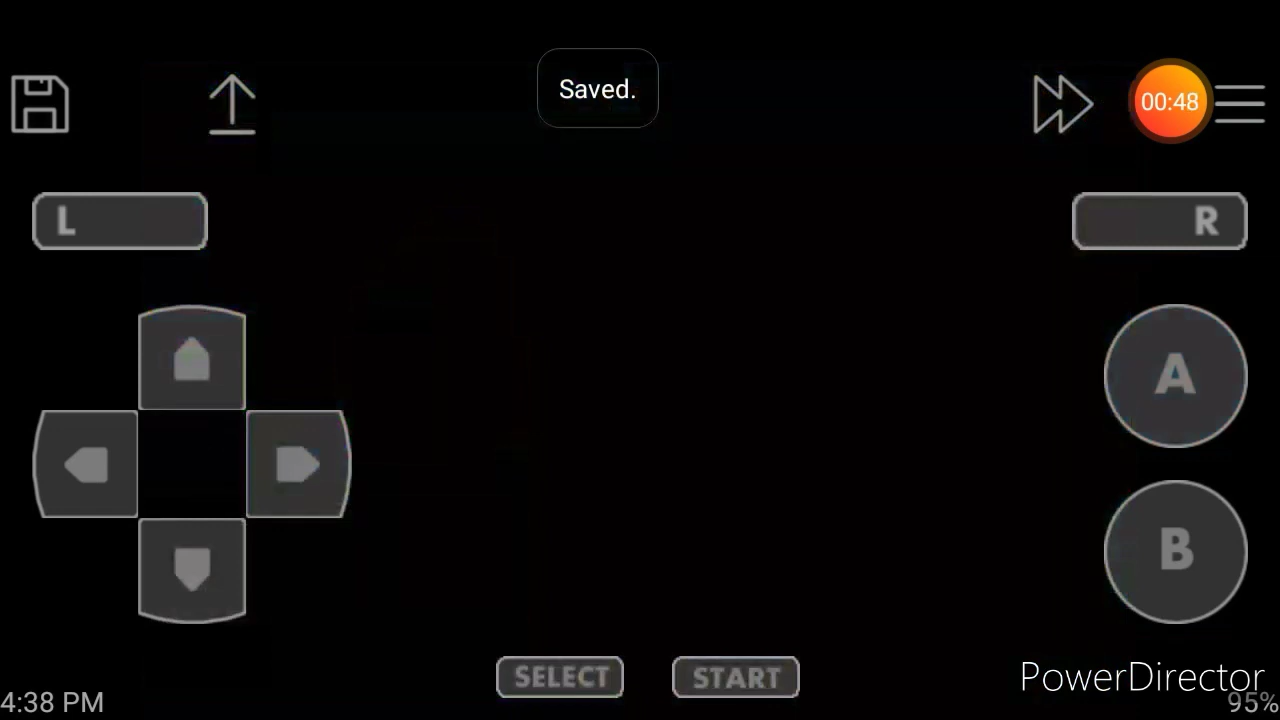 Saved.
00:48
L
R
A
B
SELECT
START
PowerDirector
4:38 PM
95%